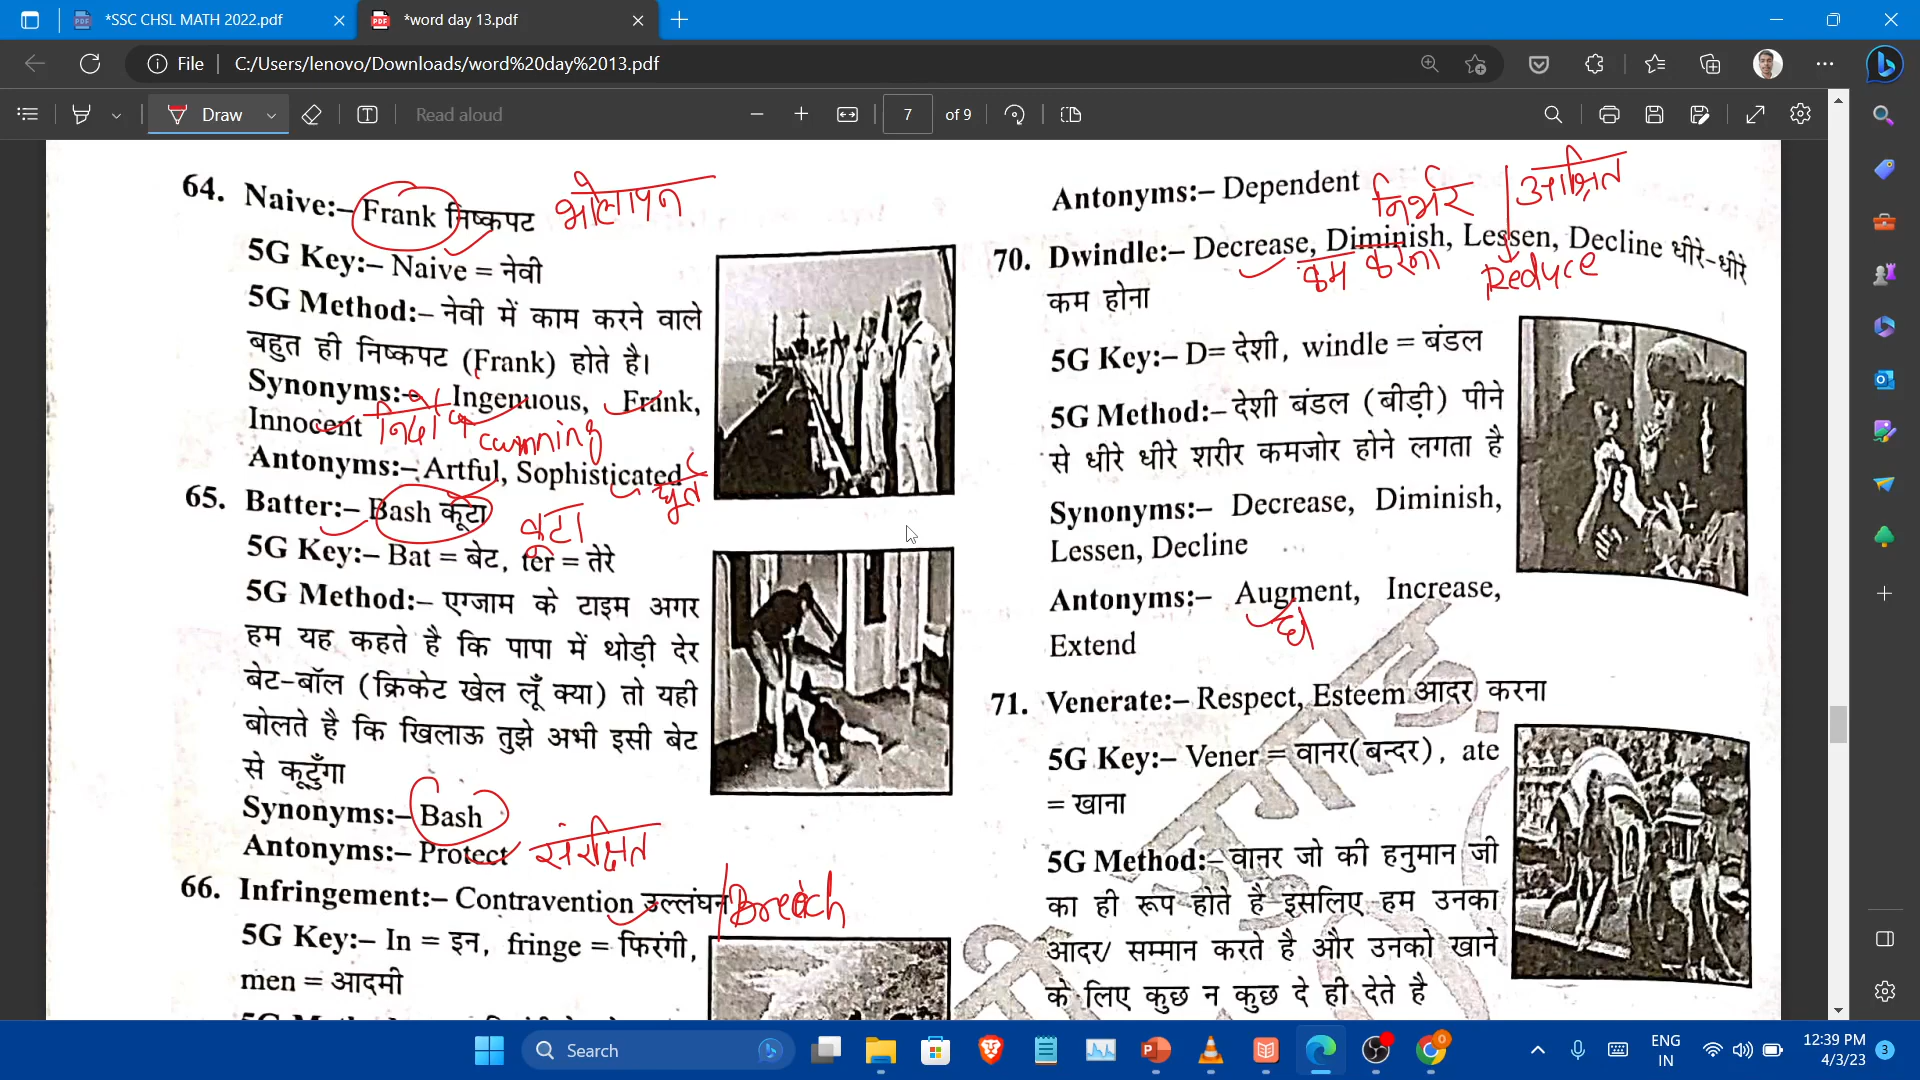 *SSC CHSL MATH 2022.pdf
*word day 13.pdf
File
C:/Users/lenovo/Downloads/word%20day%2013.pdf
Draw
Read aloud
7 of 9
64. Naive:– Frank निष्कपट भोलापन
5G Key:– Naive = नेवी
5G Method:– नेवी में काम करने वाले
बहुत ही निष्कपट (Frank) होते है।
Synonyms:– Ingenuous, Frank,
Innocent
cunning
Antonyms:– Artful, Sophisticated
धूर्त
65. Batter:– Bash कूंटा
कूटा
5G Key:– Bat = बेट, ter = तेरे
5G Method:– एग्जाम के टाइम अगर
हम यह कहते है कि पापा में थोड़ी देर
बेट-बॉल (क्रिकेट खेल लूँ क्या) तो यही
बोलते है कि खिलाऊ तुझे अभी इसी बेट
से कूटुँगा
Synonyms:– Bash
Antonyms:– Protect संरक्षित
66. Infringement:– Contravention उल्लंघन Breach
5G Key:– In = इन, fringe = फिरंगी,
men = आदमी
Antonyms:– Dependent निर्भर आश्रित
70. Dwindle:– Decrease, Diminish, Lessen, Decline धीरे-धीरे
कम करना Reduce
कम होना
5G Key:– D= देशी, windle = बंडल
5G Method:– देशी बंडल (बीड़ी) पीने
से धीरे धीरे शरीर कमजोर होने लगता है
Synonyms:– Decrease, Diminish,
Lessen, Decline
Antonyms:– Augment, Increase,
Extend
71. Venerate:– Respect, Esteem आदर करना
5G Key:– Vener = वानर(बन्दर), ate
= खाना
5G Method:– वानर जो की हनुमान जी
का ही रूप होते है इसलिए हम उनका
आदर/ सम्मान करते है और उनको खाने
के लिए कुछ न कुछ दे ही देते है
Search
ENG
IN
12:39 PM
4/3/23
3